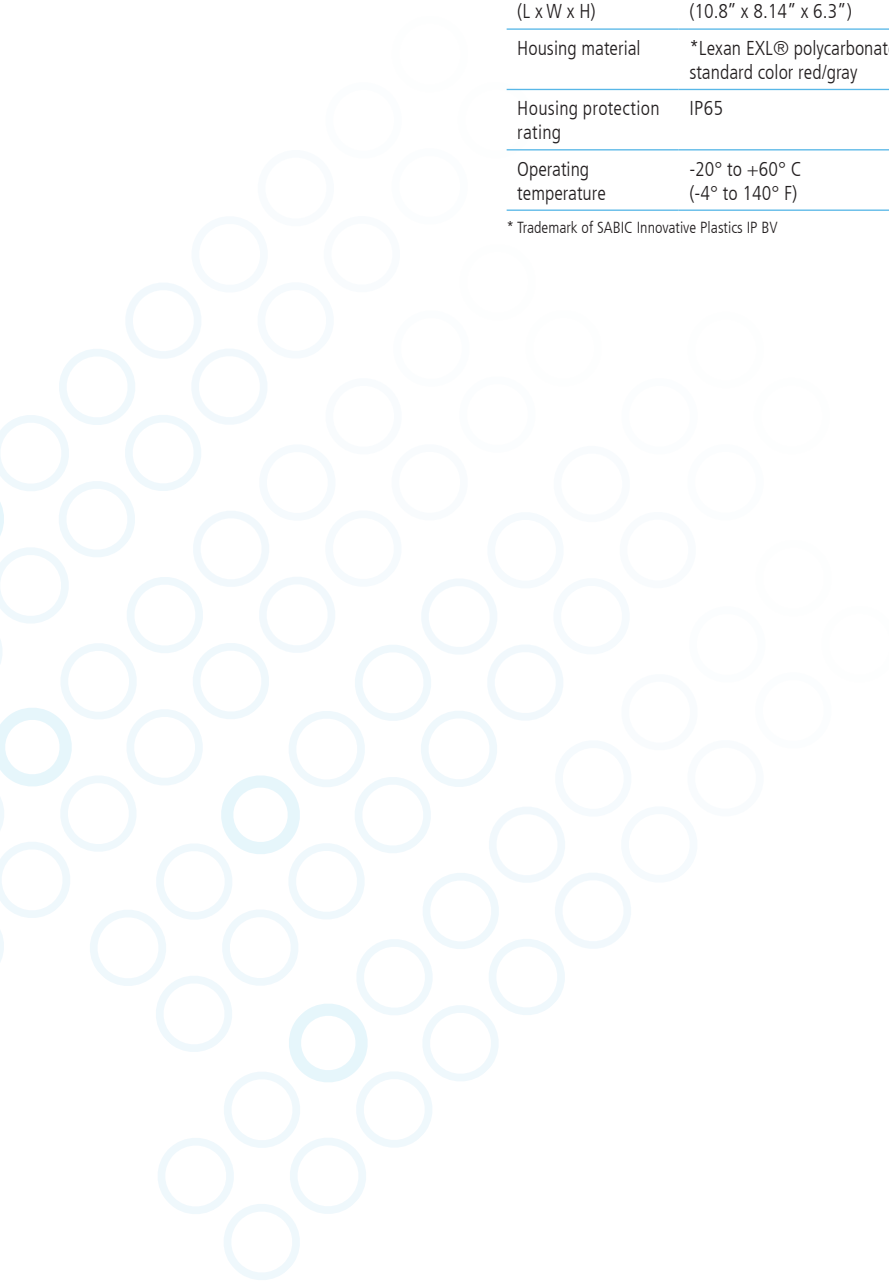 (L x W x H) (10.8” x 8.14” x 6.3”)
Housing material *Lexan EXL® polycarbonate
standard color red/gray
Housing protection IP65
rating
Operating -20° to +60° C
temperature (-4° to 140° F)
* Trademark of SABIC Innovative Plastics IP BV